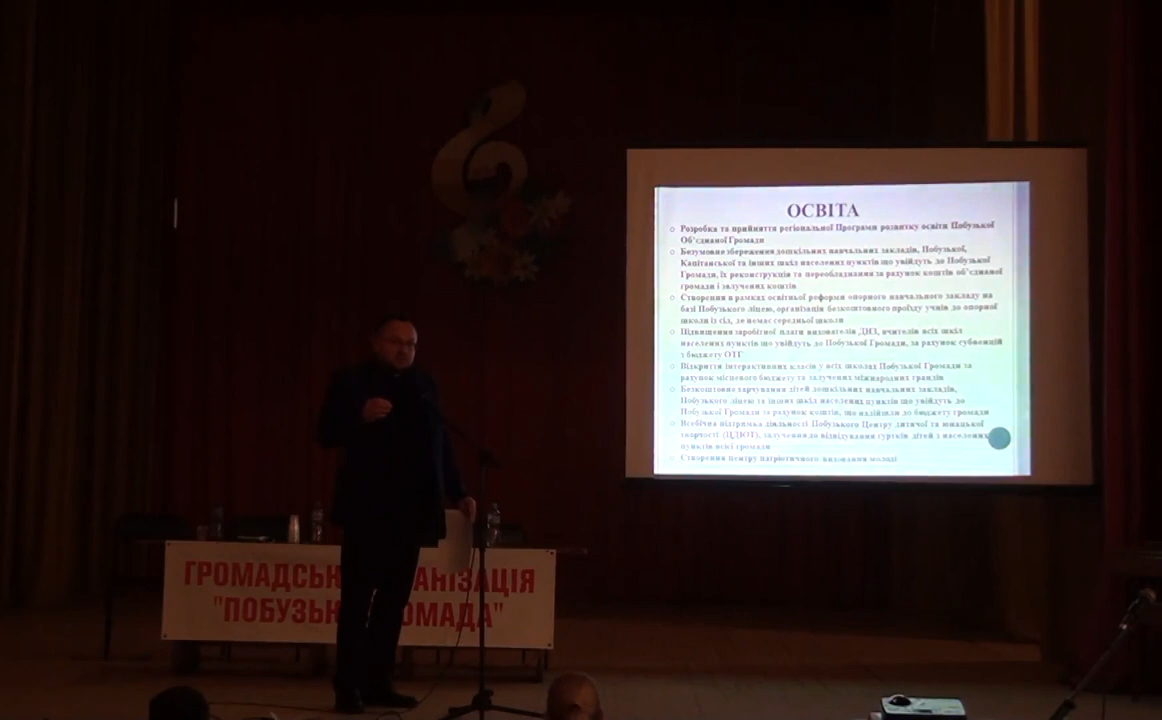 ОСВІТА
Розробка та прийняття регіональної Програми розвитку освіти Побузької
Об'єднаної Громади
Безумовне збереження дошкільних навчальних закладів, Побузької,
Капітанської та інших шкіл населених пунктів що увійдуть до Побузької
Громади, їх реконструкція та переобладнання за рахунок коштів об'єднаної
громади і залучених коштів
Створення в рамках освітньої реформи опорного навчального закладу на
базі Побузького ліцею, організація безкоштовного проїзду учнів до опорної
школи із сіл, де немає середньої школи
Підвищення заробітної плати вихователів ДНЗ, вчителів всіх шкіл
населених пунктів що увійдуть до Побузької Громади, за рахунок субвенцій
з бюджету ОТГ
Відкриття інтерактивних класів у всіх школах Побузької Громади за
рахунок місцевого бюджету та залучених міжнародних грандів
Безкоштовне харчування дітей дошкільних навчальних закладів,
Побузького ліцею та інших шкіл населених пунктів що увійдуть до
Побузької Громади за рахунок коштів, що надійшли до бюджету громади
Всебічна підтримка діяльності Побузького Центру дитячої та юнацької
творчості (ЦДЮТ), залучення до відвідування гуртків дітей з населених
пунктів всієї громади
Створення центру патріотичного виховання молоді
ГРОМАДСЬК АНІЗАЦІЯ
"ПОБУЗЬК ОМАДА"